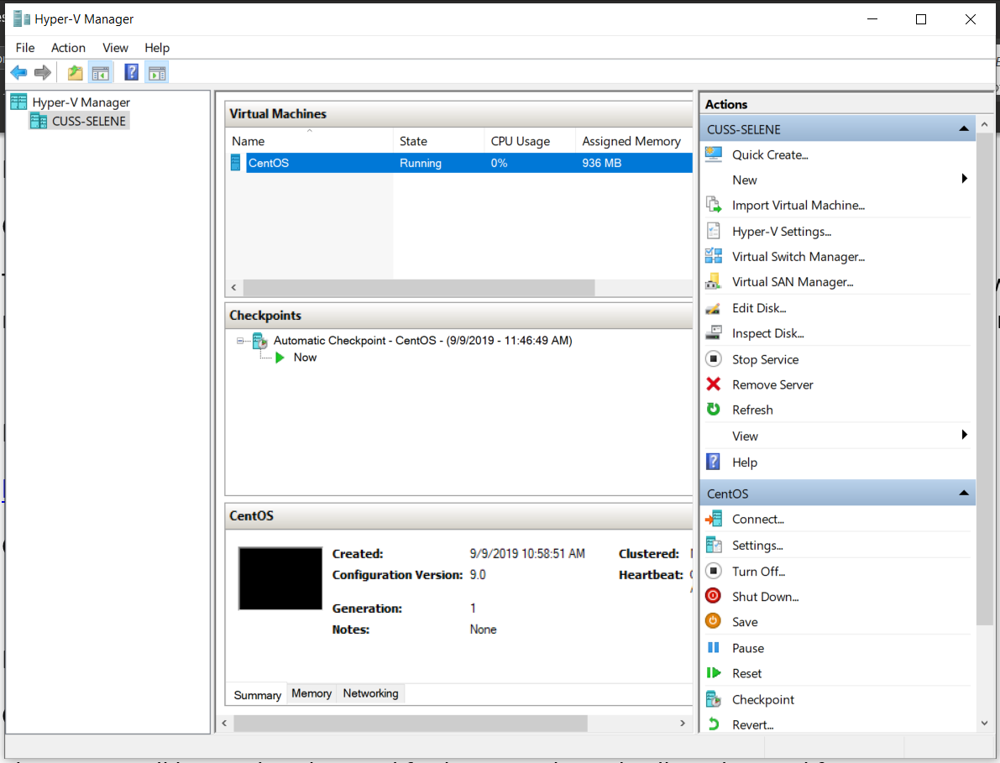 Hyper-V Manager
File Action View Help
Hyper-V Manager
CUSS-SELENE
Virtual Machines
Name State CPU Usage Assigned Memory
CentOS Running 0% 936 MB
Checkpoints
Automatic Checkpoint - CentOS - (9/9/2019 - 11:46:49 AM)
Now
CentOS
Created: 9/9/2019 10:58:51 AM Clustered:
Configuration Version: 9.0 Heartbeat:
Generation: 1
Notes: None
Summary Memory Networking
Actions
CUSS-SELENE
Quick Create...
New
Import Virtual Machine...
Hyper-V Settings...
Virtual Switch Manager...
Virtual SAN Manager...
Edit Disk...
Inspect Disk...
Stop Service
Remove Server
Refresh
View
Help
CentOS
Connect...
Settings...
Turn Off...
Shut Down...
Save
Pause
Reset
Checkpoint
Revert...